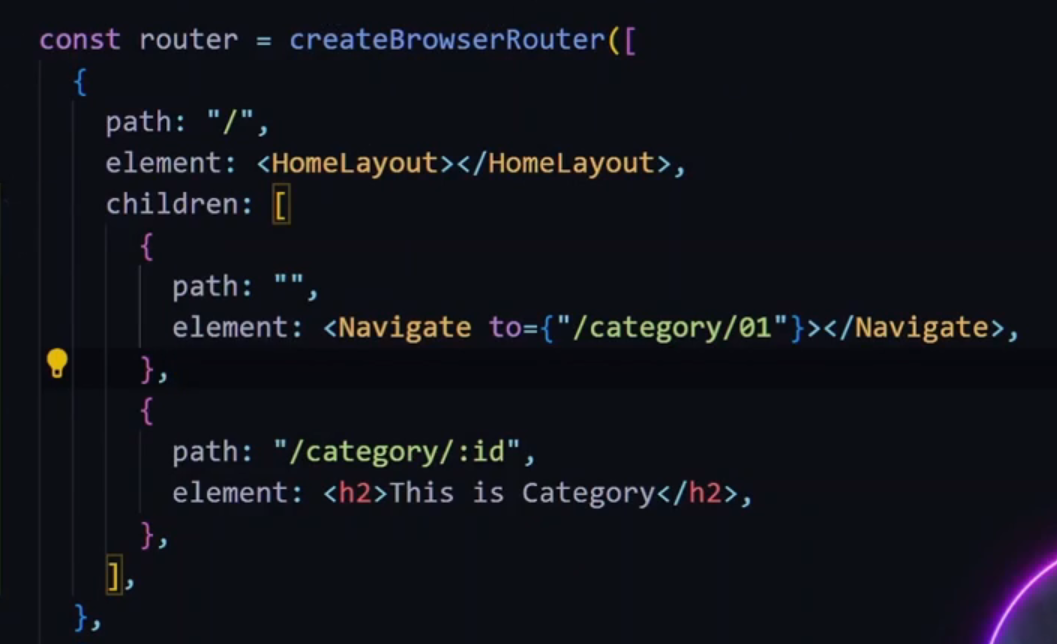 const router = createBrowserRouter([
{
path: "/",
element: <HomeLayout></HomeLayout>,
children: [
{
path: "",
element: <Navigate to={"/category/01"}></Navigate>,
},
{
path: "/category/:id",
element: <h2>This is Category</h2>,
},
],
},